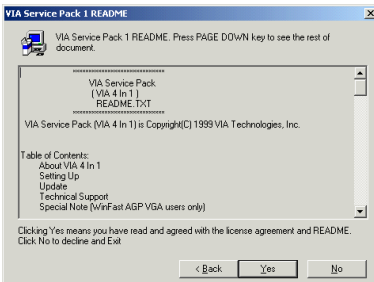 VIA Service Pack 1 README
VIA Service Pack 1 README. Press PAGE DOWN key to see the rest of
document.
VIA Service Pack
( VIA 4 In 1 )
README.TXT
VIA Service Pack (VIA 4 In 1) is Copyright(C) 1999 VIA Technologies, Inc.
Table of Contents:
About VIA 4 In 1
Setting Up
Update
Technical Support
Special Note (WinFast AGP VGA users only)
Clicking Yes means you have read and agreed with the license agreement and README.
Click No to decline and Exit
< Back
Yes
No